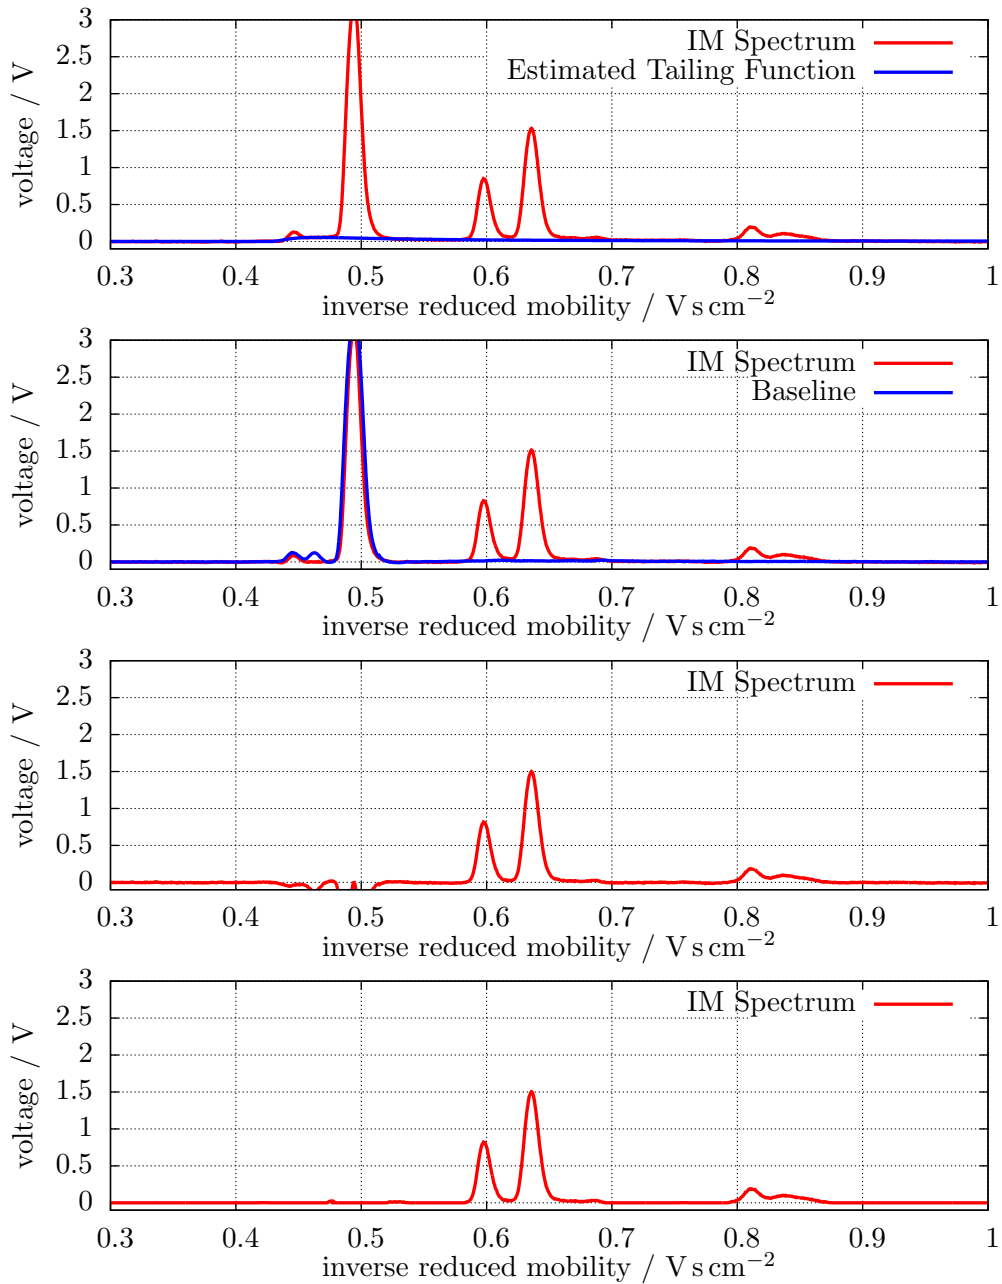 3
2.5
2
1.5
1
0.5
0
voltage / V
IM Spectrum
Estimated Tailing Function
0.3 0.4 0.5 0.6 0.7 0.8 0.9 1
inverse reduced mobility / V s cm−2
3
2.5
2
1.5
1
0.5
0
voltage / V
IM Spectrum
Baseline
0.3 0.4 0.5 0.6 0.7 0.8 0.9 1
inverse reduced mobility / V s cm−2
3
2.5
2
1.5
1
0.5
0
voltage / V
IM Spectrum
0.3 0.4 0.5 0.6 0.7 0.8 0.9 1
inverse reduced mobility / V s cm−2
3
2.5
2
1.5
1
0.5
0
voltage / V
IM Spectrum
0.3 0.4 0.5 0.6 0.7 0.8 0.9 1
inverse reduced mobility / V s cm−2